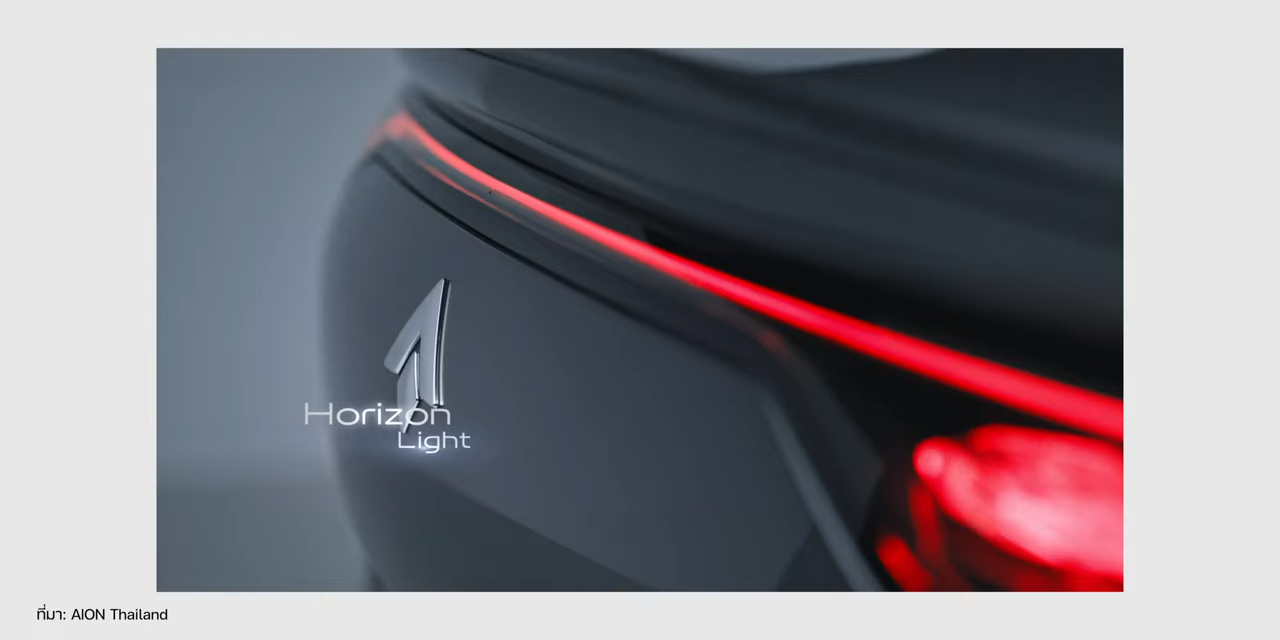 Horizon
Light
ที่มา: AION Thailand